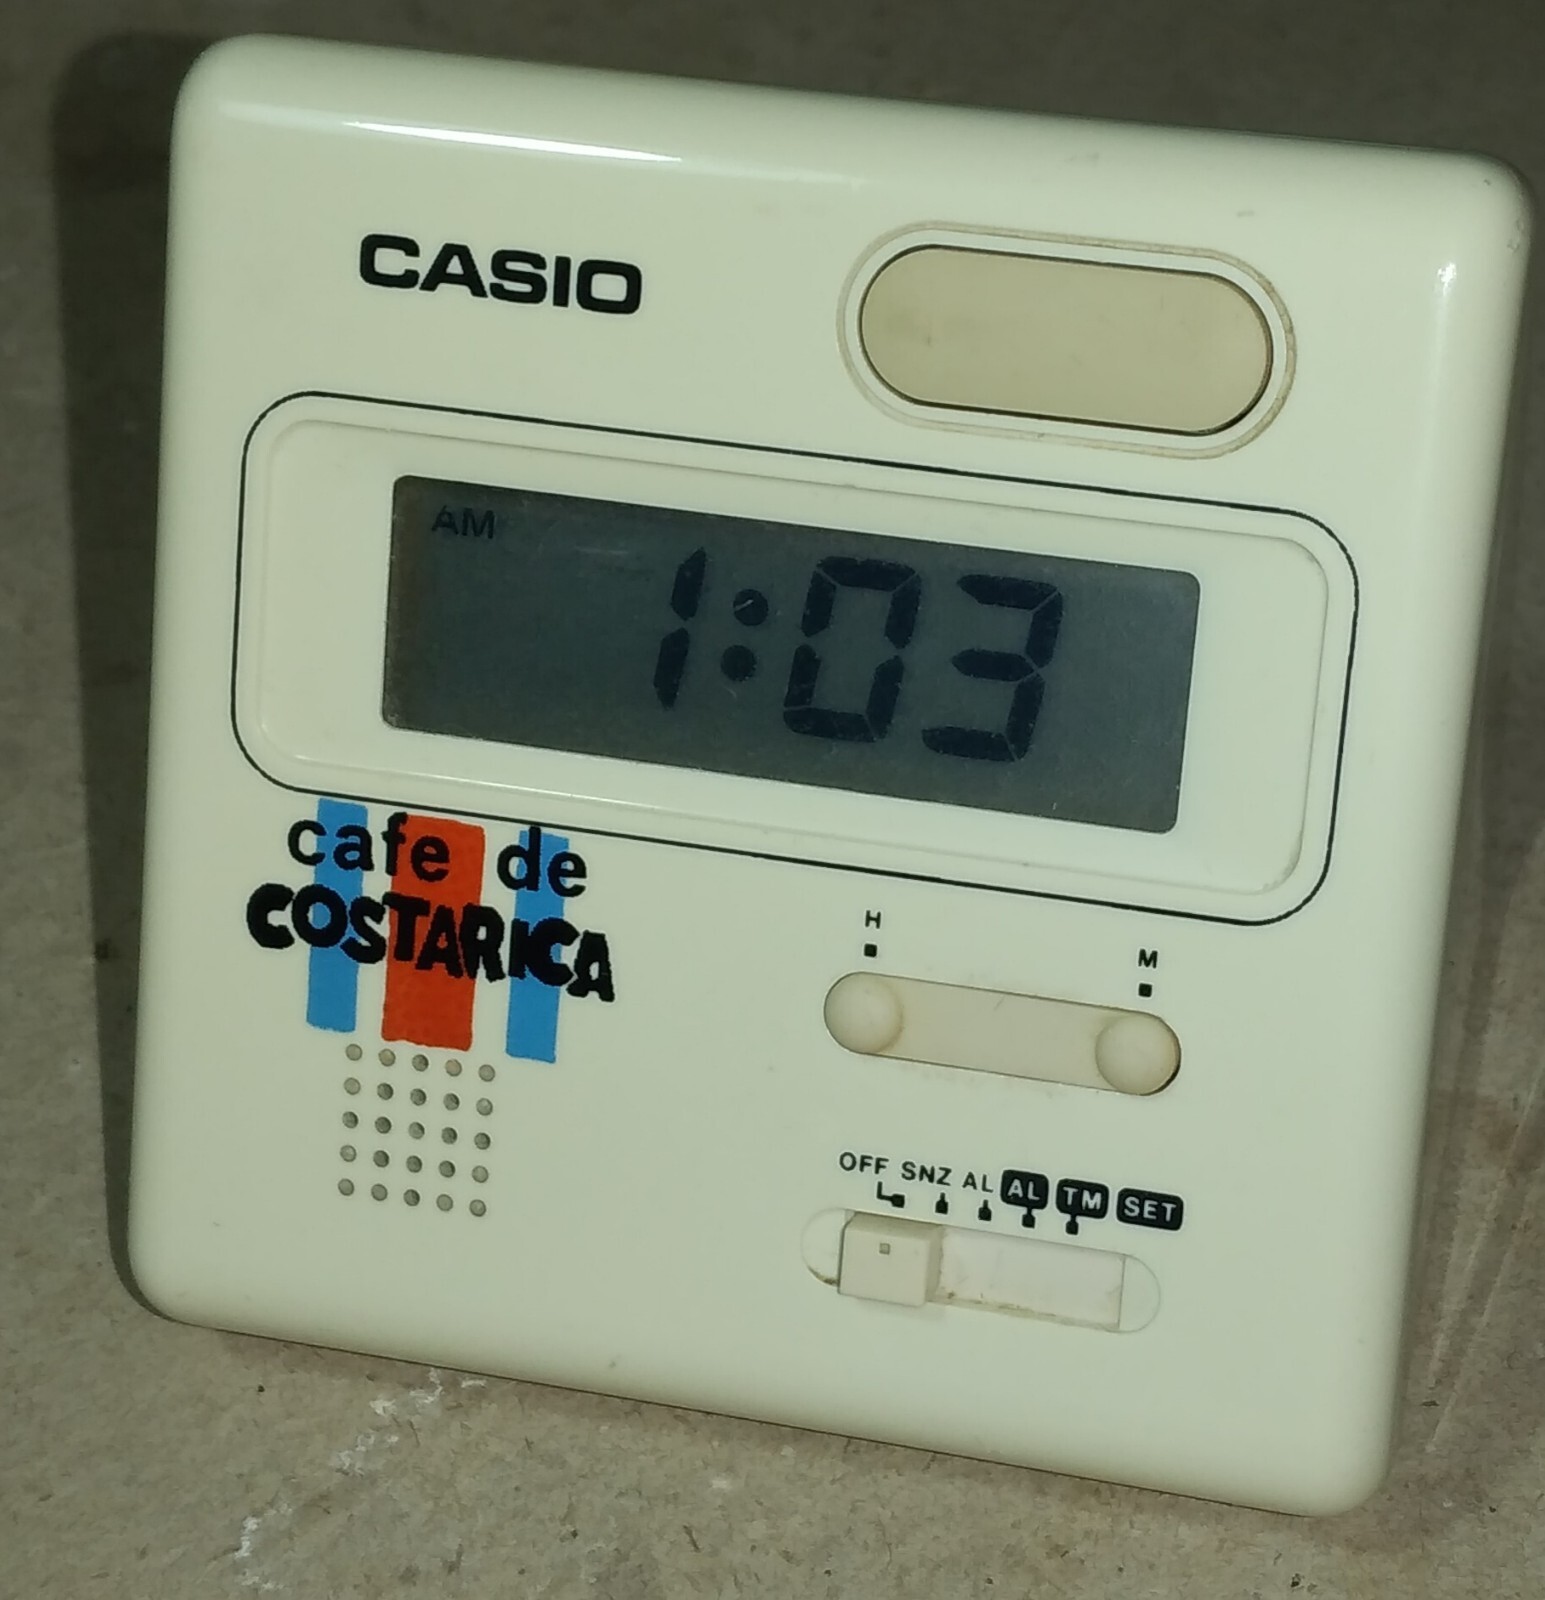 CASIO
AM
1:03
cafe de
COSTARICA
H
M
OFF SNZ AL AL TM SET